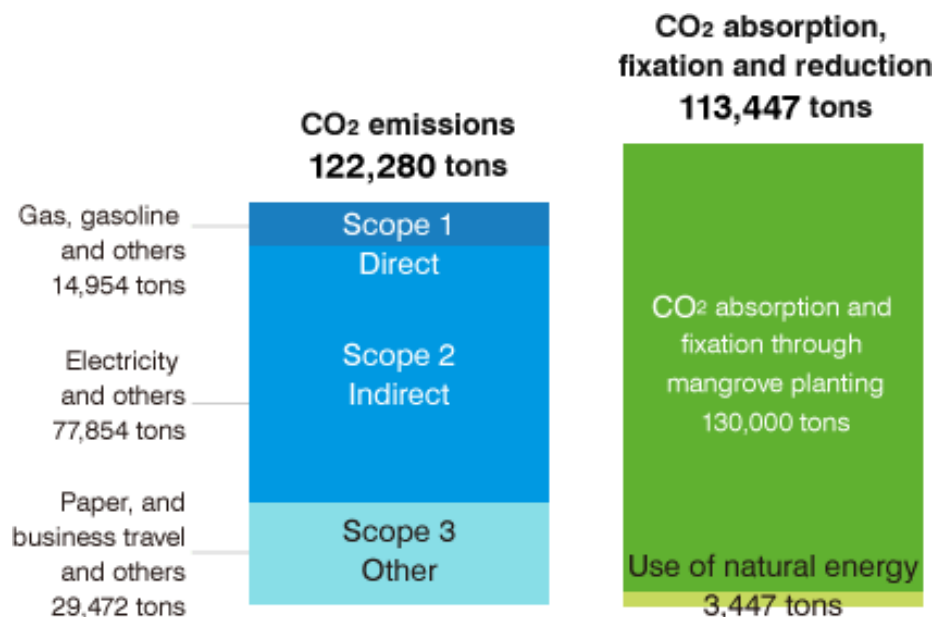 CO2 absorption,
fixation and reduction
113,447 tons
CO2 emissions
122,280 tons
Gas, gasoline
and others
14,954 tons
Scope 1
Direct
Electricity
and others
77,854 tons
Scope 2
Indirect
Paper, and
business travel
and others
29,472 tons
Scope 3
Other
CO2 absorption and
fixation through
mangrove planting
130,000 tons
Use of natural energy
3,447 tons